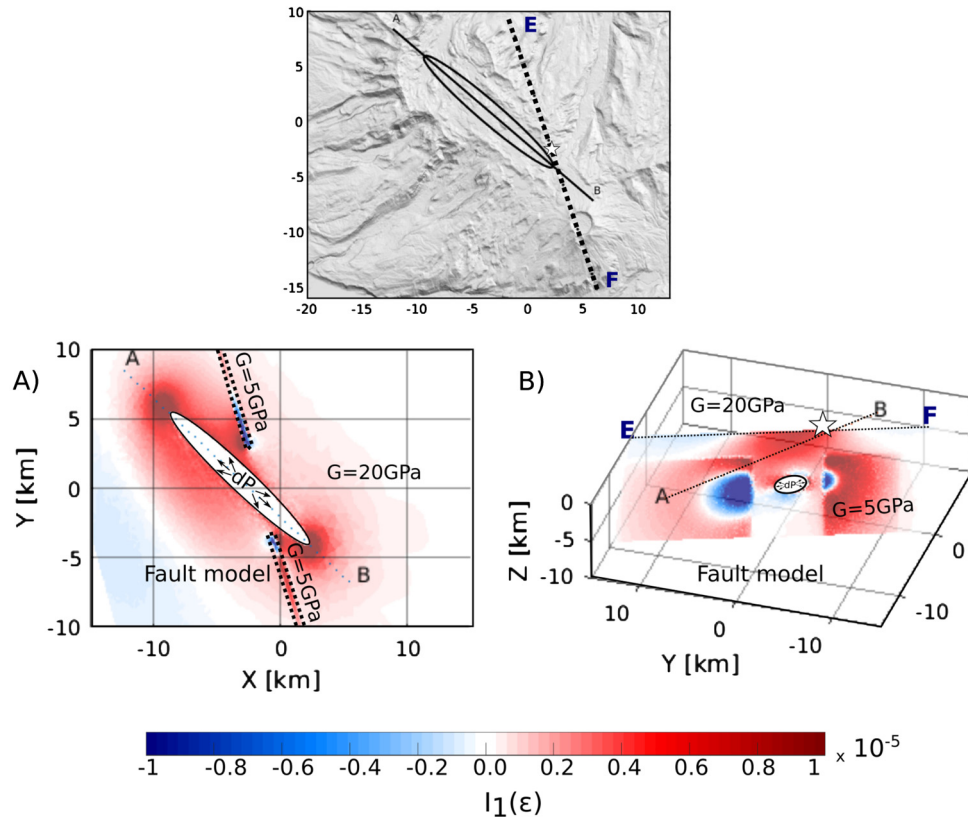 10
5
0
-5
-10
-15
-20
-15
-10
-5
0
5
10
A
E
B
F
A)
10
5
0
-5
-10
Y [km]
A
G=5GPa
G=20GPa
dP
G=5GPa
Fault model
B
-10
0
10
X [km]
B)
G=20GPa
E
B
F
A
dP
G=5GPa
Fault model
Z [km]
0
-5
-10
10
0
-10
Y [km]
0
-10
-1
-0.8
-0.6
-0.4
-0.2
0.0
0.2
0.4
0.6
0.8
1
x 10⁻⁵
I₁(ε)